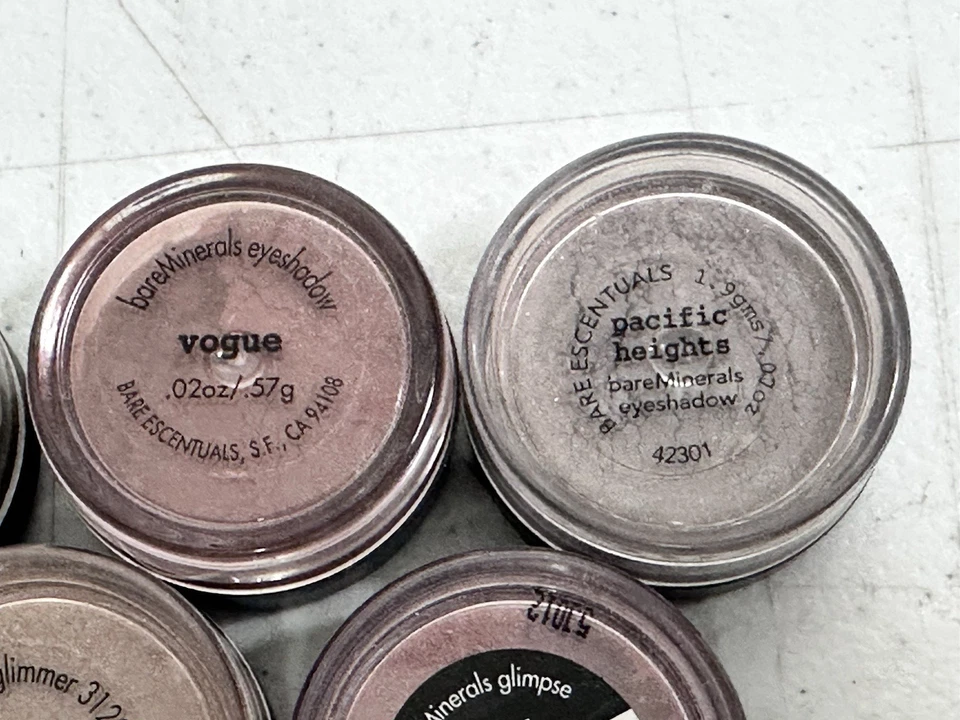 bareMinerals eyeshadow
vogue
.02oz/.57g
BARE ESCENTUALS, S.F., CA 94108
BARE ESCENTUALS 1.9gms/.
pacific
heights
bareMinerals
eyeshadow
42301
glimmer
Minerals glimpse